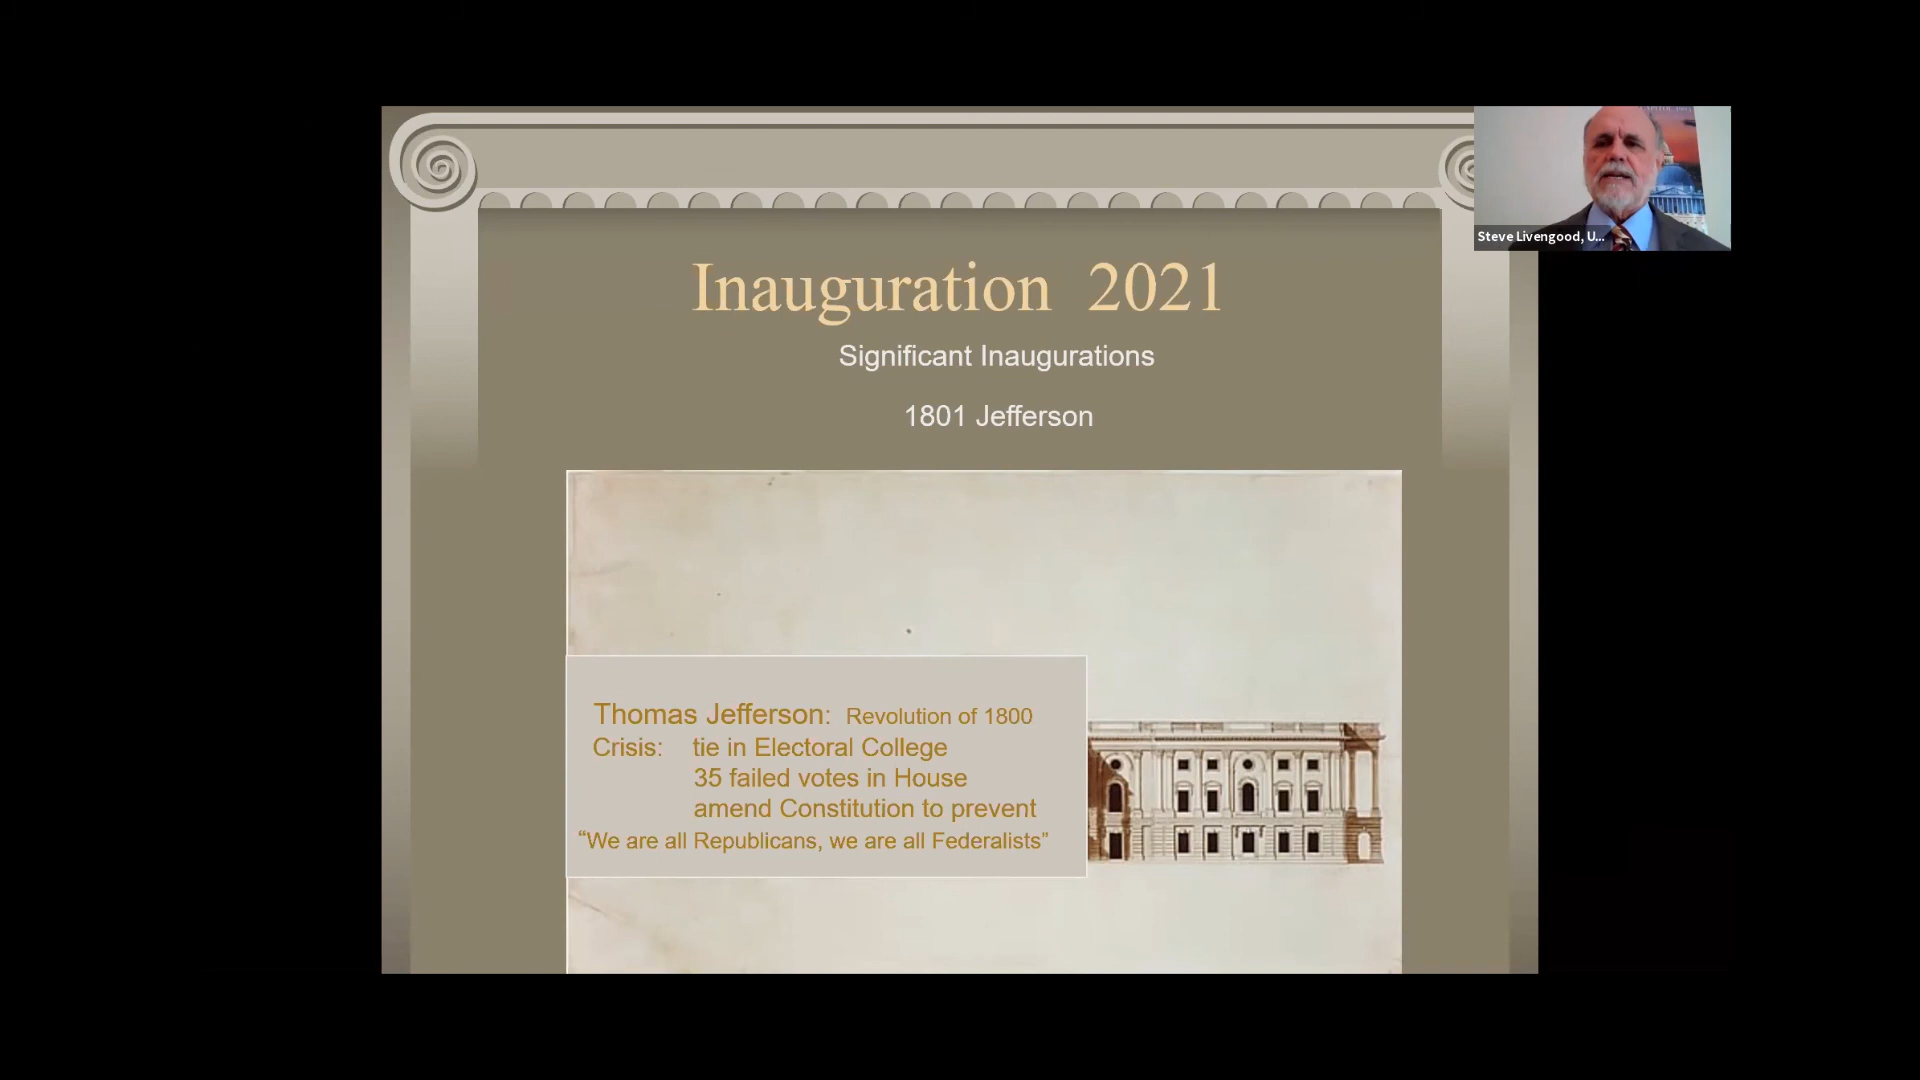 Inauguration 2021
Significant Inaugurations
1801 Jefferson
Thomas Jefferson: Revolution of 1800
Crisis: tie in Electoral College
35 failed votes in House
amend Constitution to prevent
“We are all Republicans, we are all Federalists”
Steve Livengood, U...